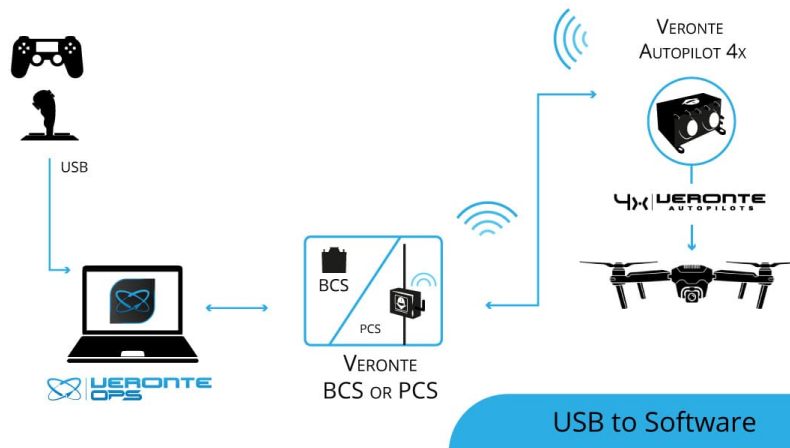 VERONTE
AUTOPILOT 4X
USB
4X VERONTE
AUTOPILOTS
BCS
PCS
VERONTE
OPS
VERONTE
BCS OR PCS
USB to Software